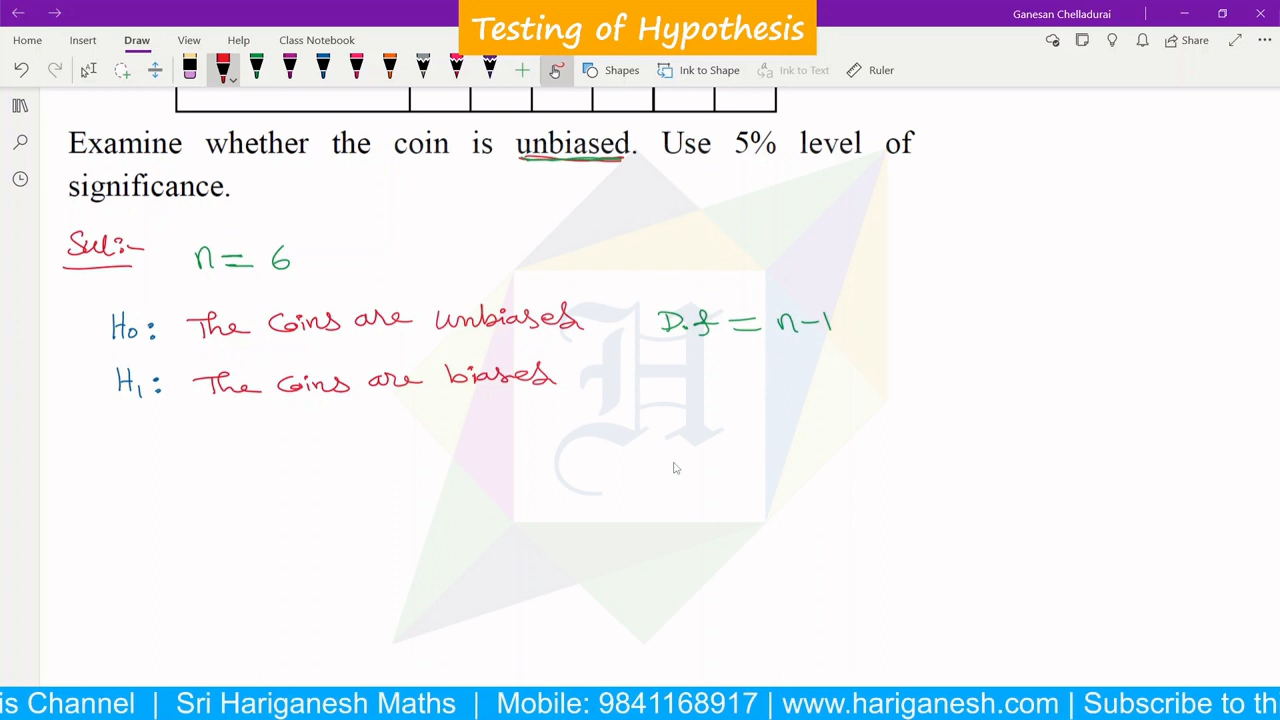 Testing of Hypothesis
Ganesan Chelladurai
Home Insert Draw View Help Class Notebook
Share
Shapes Ink to Shape Ink to Text Ruler
Examine whether the coin is unbiased. Use 5% level of
significance.
Sol:-
n = 6
H0: The coins are unbiased D.f = n-1
H1: The coins are biased
H
is Channel | Sri Hariganesh Maths | Mobile: 9841168917 | www.hariganesh.com | Subscribe to th